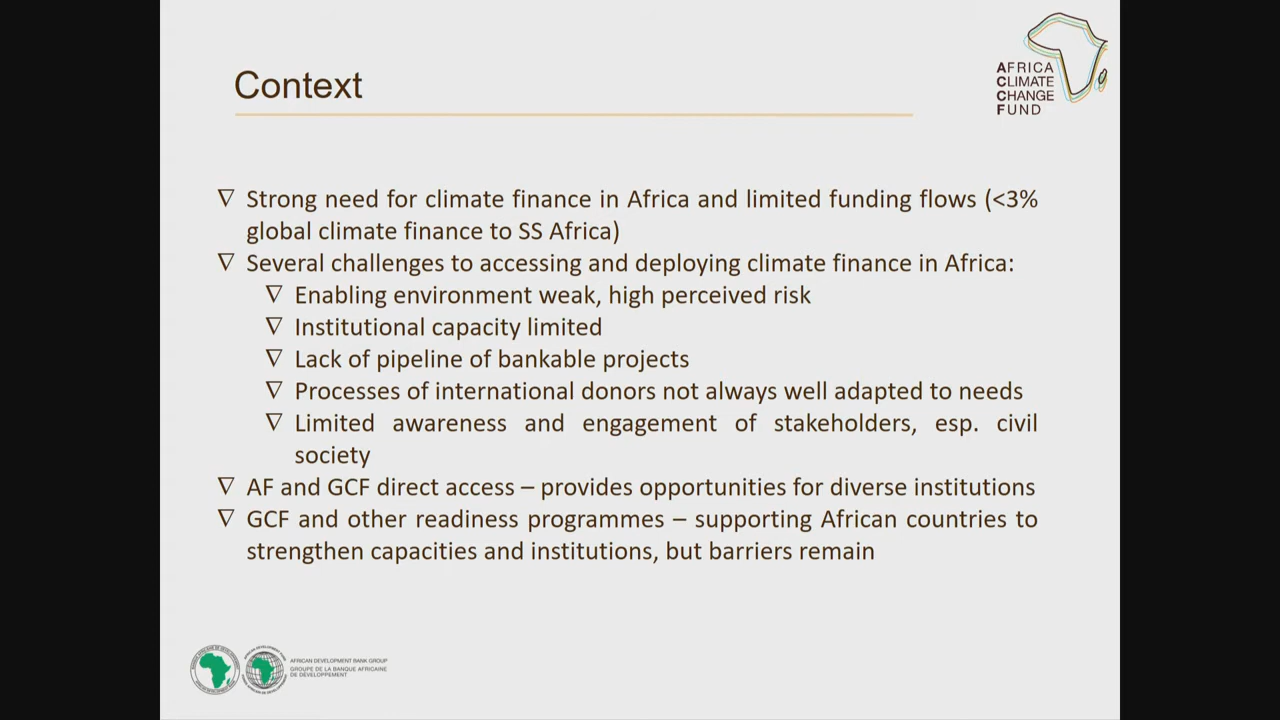 Context
AFRICA
CLIMATE
CHANGE
FUND
∇ Strong need for climate finance in Africa and limited funding flows (<3%
global climate finance to SS Africa)
∇ Several challenges to accessing and deploying climate finance in Africa:
∇ Enabling environment weak, high perceived risk
∇ Institutional capacity limited
∇ Lack of pipeline of bankable projects
∇ Processes of international donors not always well adapted to needs
∇ Limited awareness and engagement of stakeholders, esp. civil
society
∇ AF and GCF direct access – provides opportunities for diverse institutions
∇ GCF and other readiness programmes – supporting African countries to
strengthen capacities and institutions, but barriers remain
AFRICAN DEVELOPMENT BANK GROUP
GROUPE DE LA BANQUE AFRICAINE
DE DÉVELOPPEMENT